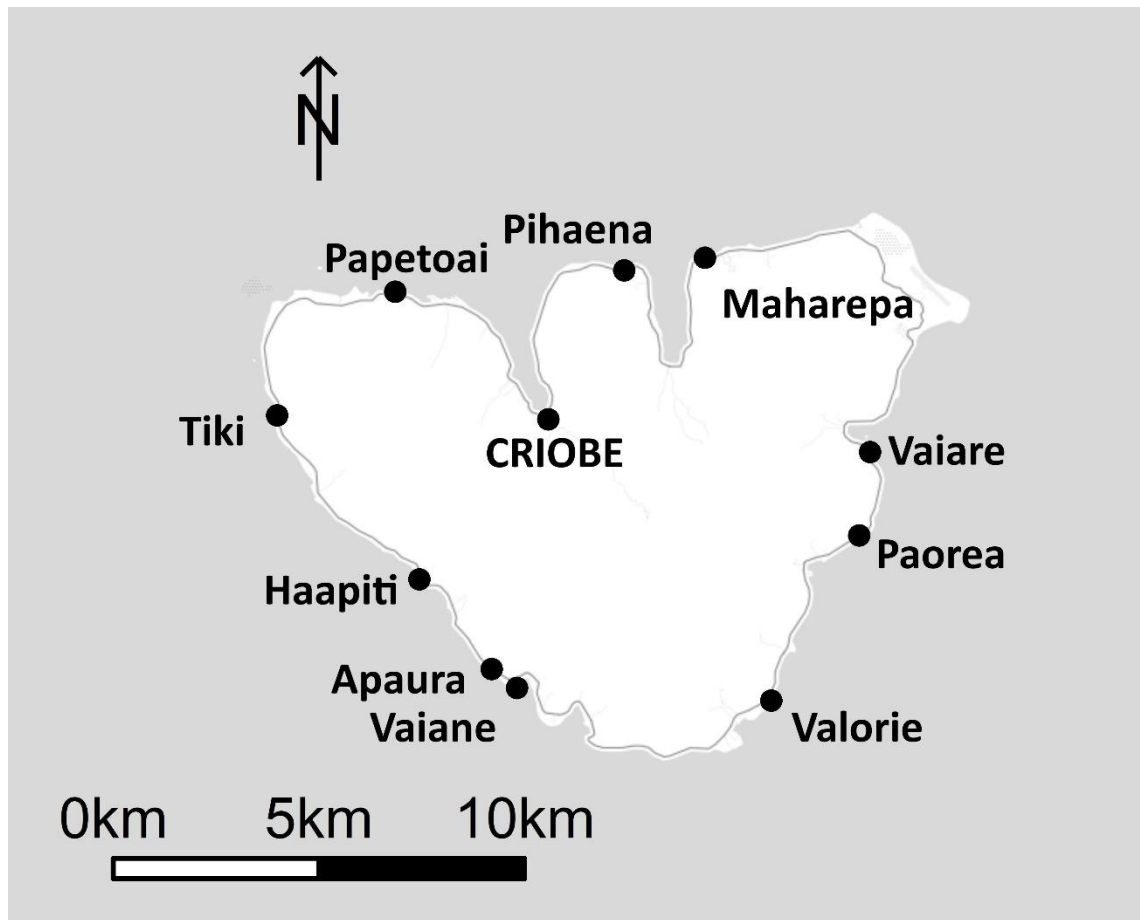 N
Pihaena
Papetoai
Maharepa
Tiki
CRIOBE
Vaiare
Paorea
Haapiti
Apaura
Vaiane
Valorie
0km 5km 10km